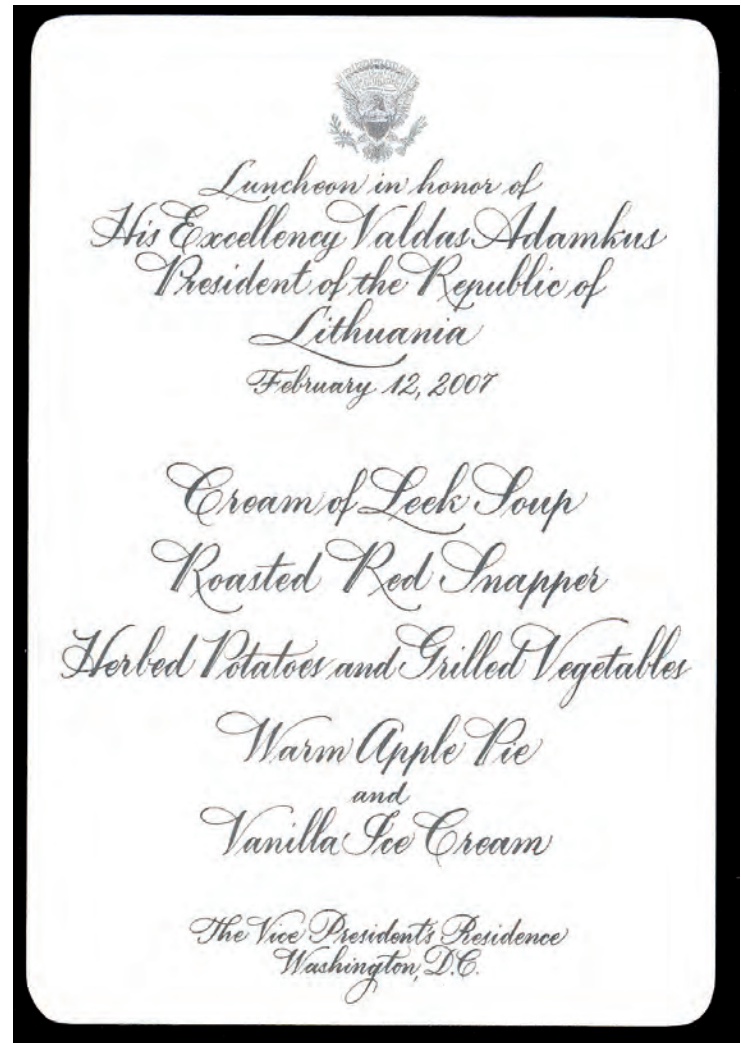 Luncheon in honor of
His Excellency Valdas Adamkus
President of the Republic of
Lithuania
February 12, 2007
Cream of Leek Soup
Roasted Red Snapper
Herbed Potatoes and Grilled Vegetables
Warm Apple Pie
and
Vanilla Ice Cream
The Vice President's Residence
Washington, D.C.